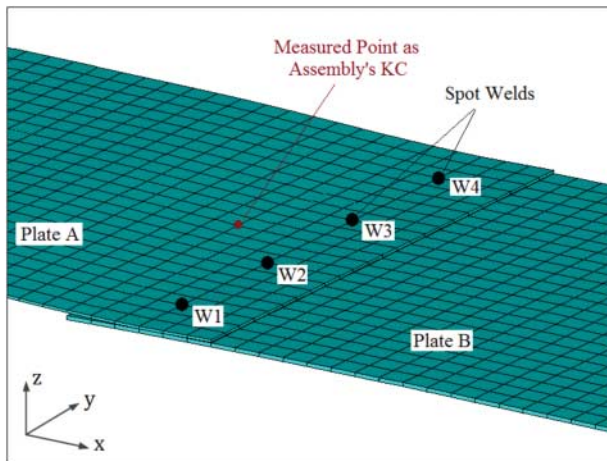 Measured Point as
Assembly's KC
Spot Welds
W4
W3
Plate A
W2
W1
Plate B
z
y
x